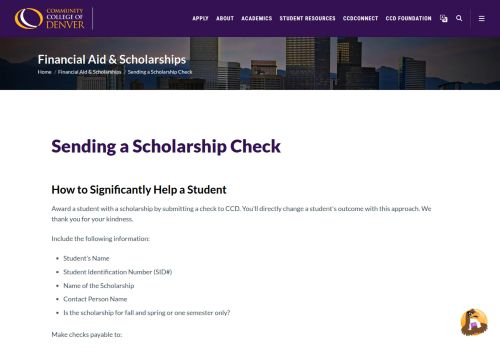 COMMUNITY
COLLEGE OF
DENVER
APPLY ABOUT ACADEMICS STUDENT RESOURCES CCDCONNECT CCD FOUNDATION
Financial Aid & Scholarships
Home / Financial Aid & Scholarships / Sending a Scholarship Check
Sending a Scholarship Check
How to Significantly Help a Student
Award a student with a scholarship by submitting a check to CCD. You'll directly change a student's outcome with this approach. We
thank you for your kindness.
Include the following information:
Student's Name
Student Identification Number (SID#)
Name of the Scholarship
Contact Person Name
Is the scholarship for fall and spring or one semester only?
Make checks payable to: